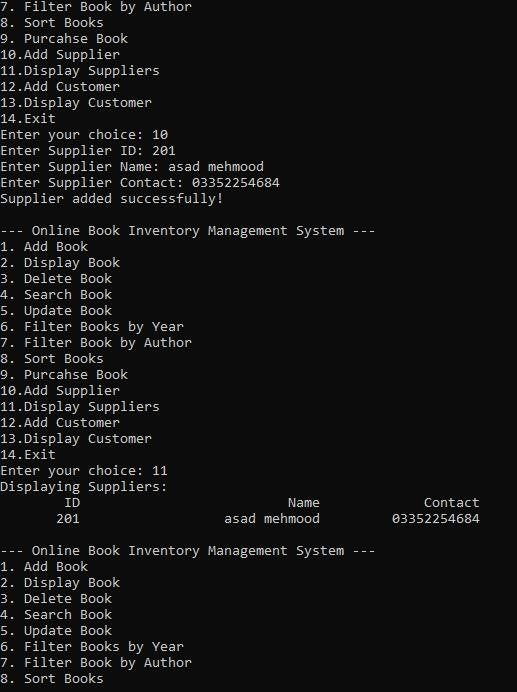 7. Filter Book by Author
8. Sort Books
9. Purcahse Book
10.Add Supplier
11.Display Suppliers
12.Add Customer
13.Display Customer
14.Exit
Enter your choice: 10
Enter Supplier ID: 201
Enter Supplier Name: asad mehmood
Enter Supplier Contact: 03352254684
Supplier added successfully!

--- Online Book Inventory Management System ---
1. Add Book
2. Display Book
3. Delete Book
4. Search Book
5. Update Book
6. Filter Books by Year
7. Filter Book by Author
8. Sort Books
9. Purcahse Book
10.Add Supplier
11.Display Suppliers
12.Add Customer
13.Display Customer
14.Exit
Enter your choice: 11
Displaying Suppliers:
        ID                          Name             Contact
       201                  asad mehmood         03352254684

--- Online Book Inventory Management System ---
1. Add Book
2. Display Book
3. Delete Book
4. Search Book
5. Update Book
6. Filter Books by Year
7. Filter Book by Author
8. Sort Books